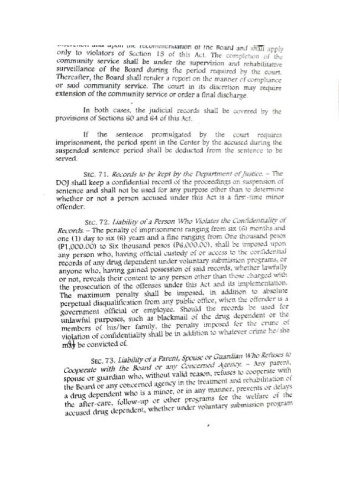 recommendation of the Board and shall apply
only to violators of Section 15 of this Act. The completion of the
community service shall be under the supervision and rehabilitative
surveillance of the Board during the period required by the court.
Thereafter, the Board shall render a report on the manner of compliance
or said community service. The court in its discretion may require
extension of the community service or order a final discharge.
In both cases, the judicial records shall be covered by the
provisions of Sections 60 and 64 of this Act.
If the sentence promulgated by the court requires
imprisonment, the period spent in the Center by the accused during the
suspended sentence period shall be deducted from the sentence to be
served.
SEC. 71. Records to be kept by the Department of Justice. – The
DOJ shall keep a confidential record of the proceedings on suspension of
sentence and shall not be used for any purpose other than to determine
whether or not a person accused under this Act is a first-time minor
offender.
SEC. 72. Liability of a Person Who Violates the Confidentiality of
Records. – The penalty of imprisonment ranging from six (6) months and
one (1) day to six (6) years and a fine ranging from One thousand pesos
(P1,000.00) to Six thousand pesos (P6,000.00), shall be imposed upon
any person who, having official custody of or access to the confidential
records of any drug dependent under voluntary submission programs, or
anyone who, having gained possession of said records, whether lawfully
or not, reveals their content to any person other than those charged with
the prosecution of the offenses under this Act and its implementation.
The maximum penalty shall be imposed, in addition to absolute
perpetual disqualification from any public office, when the offender is a
government official or employee. Should the records be used for
unlawful purposes, such as blackmail of the drug dependent or the
members of his/her family, the penalty imposed for the crime of
violation of confidentiality shall be in addition to whatever crime he/she
may be convicted of.
SEC. 73. Liability of a Parent, Spouse or Guardian Who Refuses to
Cooperate with the Board or any Concerned Agency. – Any parent,
spouse or guardian who, without valid reason, refuses to cooperate with
the Board or any concerned agency in the treatment and rehabilitation of
a drug dependent who is a minor, or in any manner, prevents or delays
the after-care, follow-up or other programs for the welfare of the
accused drug dependent, whether under voluntary submission program